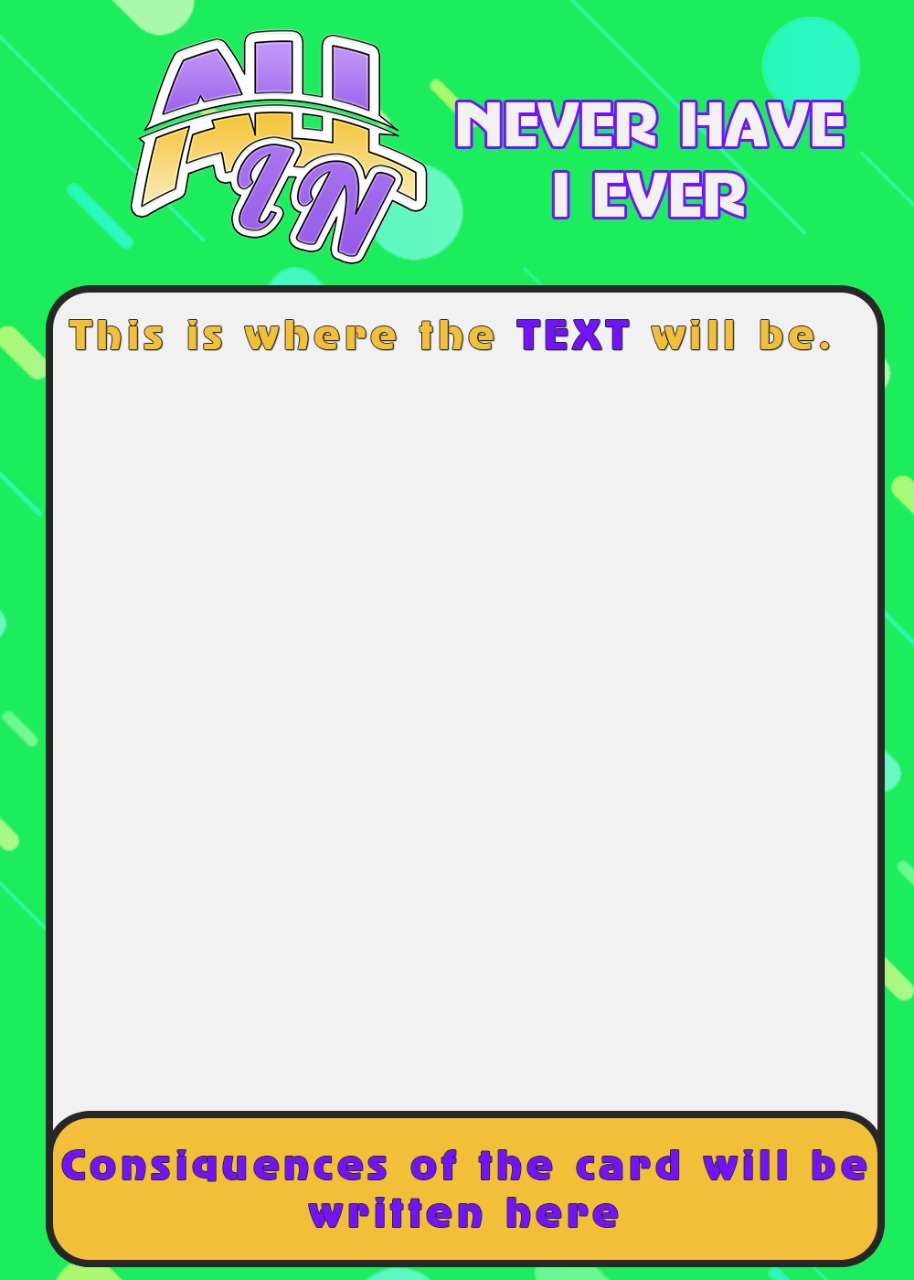 ALL
IN
NEVER HAVE
I EVER
This is where the TEXT will be.
Consiquences of the card will be
written here